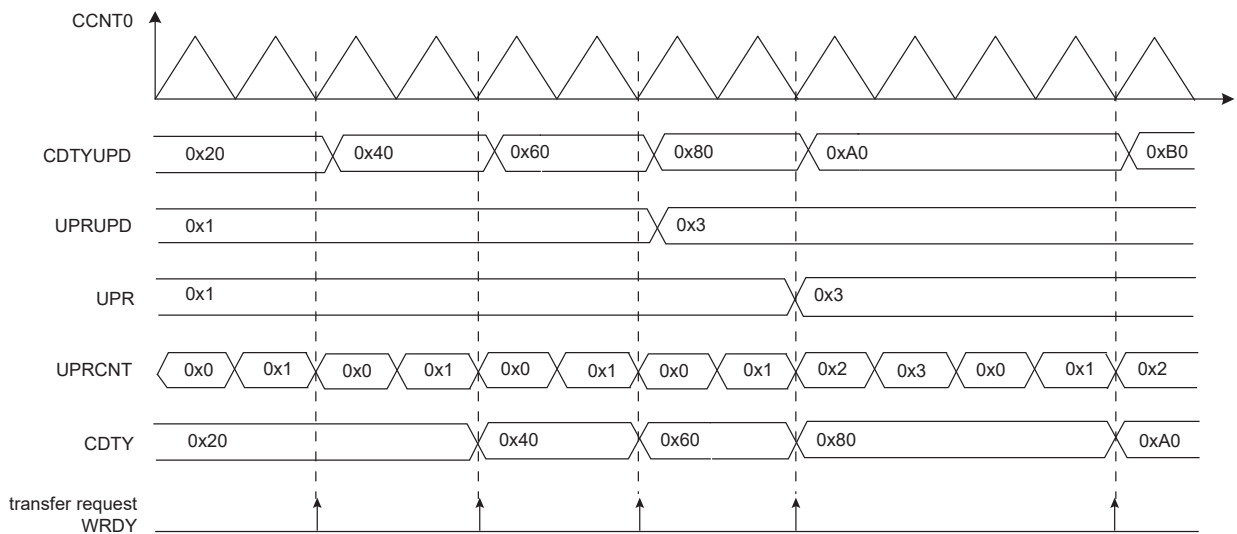 CCNT0
CDTYUPD 0x20 0x40 0x60 0x80 0xA0 0xB0
UPRUPD 0x1 0x3
UPR 0x1 0x3
UPRCNT 0x0 0x1 0x0 0x1 0x0 0x1 0x0 0x1 0x2 0x3 0x0 0x1 0x2
CDTY 0x20 0x40 0x60 0x80 0xA0
transfer request
WRDY